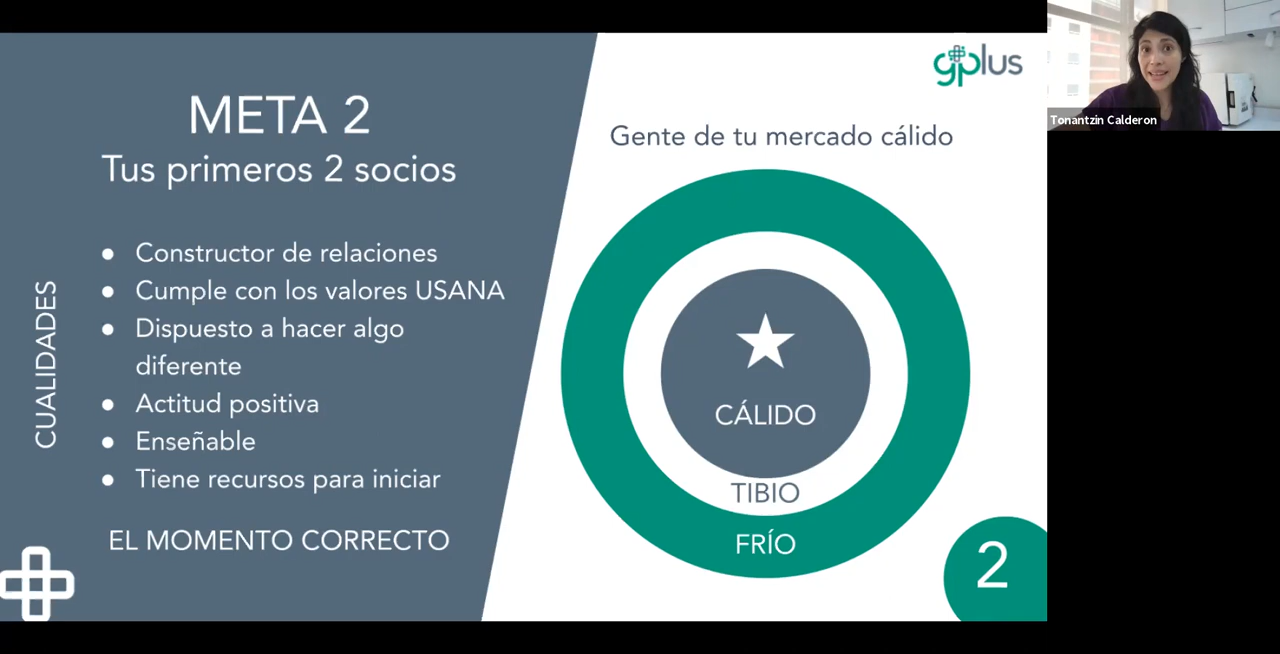 META 2
Tus primeros 2 socios
CUALIDADES
● Constructor de relaciones
● Cumple con los valores USANA
● Dispuesto a hacer algo
diferente
● Actitud positiva
● Enseñable
● Tiene recursos para iniciar
EL MOMENTO CORRECTO
gplus
Gente de tu mercado cálido
CÁLIDO
TIBIO
FRÍO
2
Tonantzin Calderon